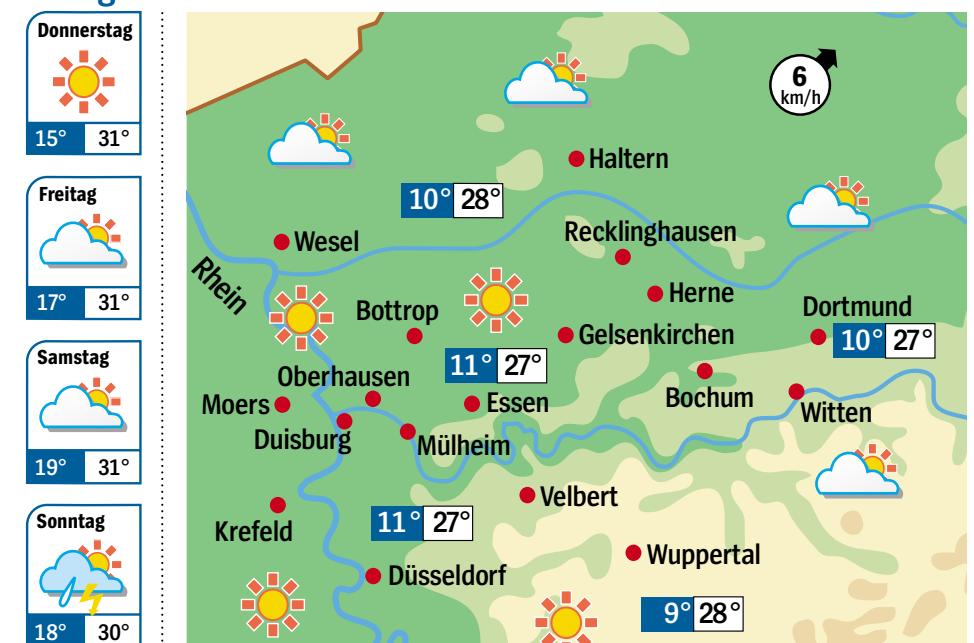 Donnerstag
15° 31°
Freitag
17° 31°
Samstag
19° 31°
Sonntag
18° 30°
6
km/h
Haltern
10° 28°
Recklinghausen
Wesel
Rhein
Herne
Bottrop
Dortmund
Gelsenkirchen
10° 27°
11° 27°
Oberhausen
Bochum
Moers
Essen
Witten
Duisburg
Mülheim
Velbert
Krefeld
11° 27°
Wuppertal
Düsseldorf
9° 28°